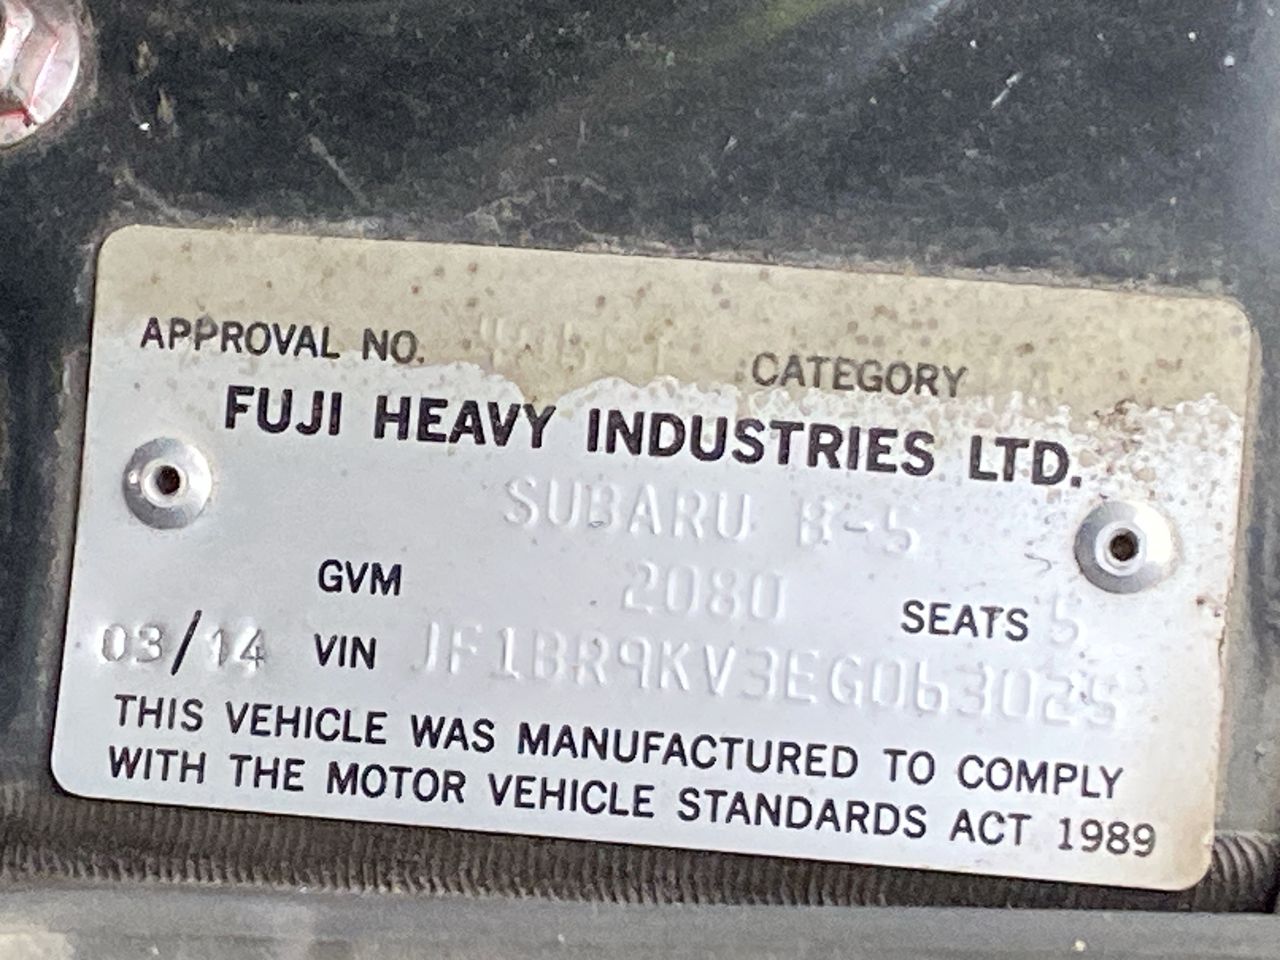 APPROVAL NO. CATEGORY
FUJI HEAVY INDUSTRIES LTD.
SUBARU B-5
GVM 2080 SEATS 5
03/14 VIN JF1BR9KV3EG063025
THIS VEHICLE WAS MANUFACTURED TO COMPLY
WITH THE MOTOR VEHICLE STANDARDS ACT 1989